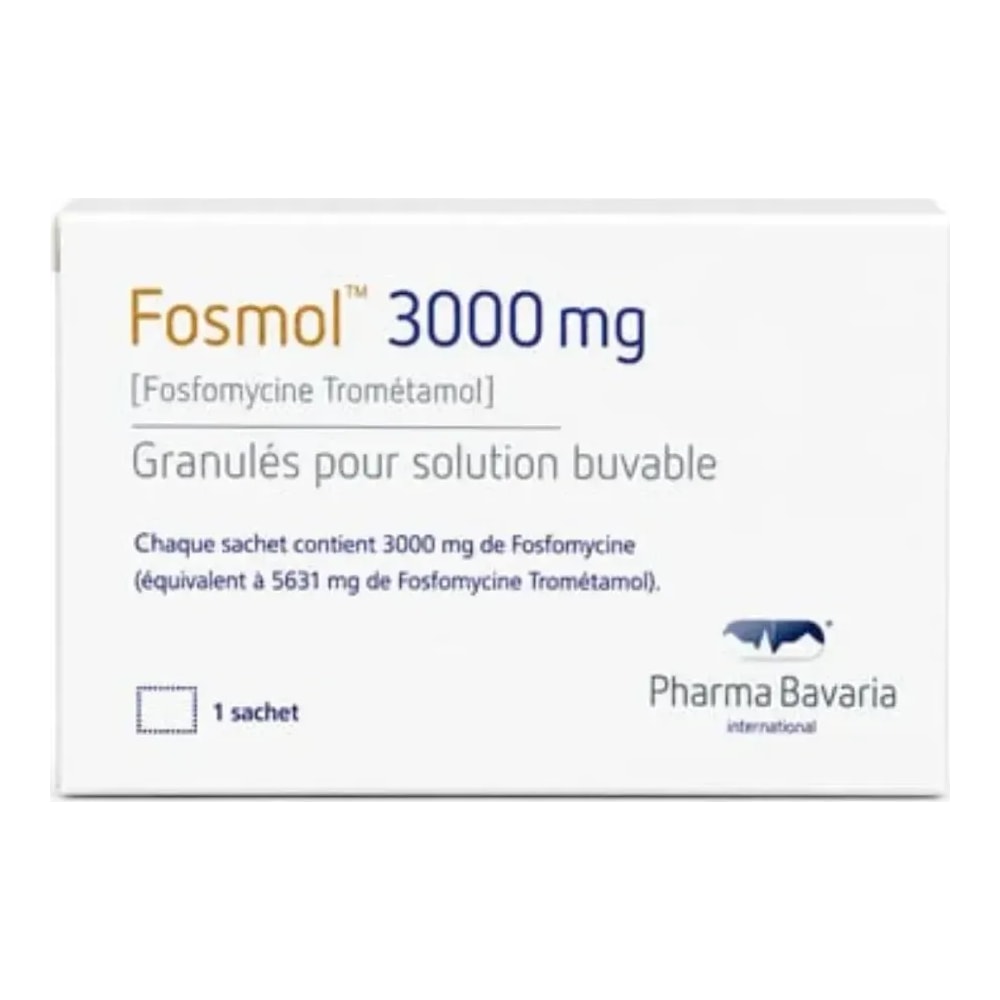 Fosmol™ 3000 mg
[Fosfomycine Trométamol]
Granulés pour solution buvable
Chaque sachet contient 3000 mg de Fosfomycine
(équivalent à 5631 mg de Fosfomycine Trométamol).
1 sachet
Pharma Bavaria
international